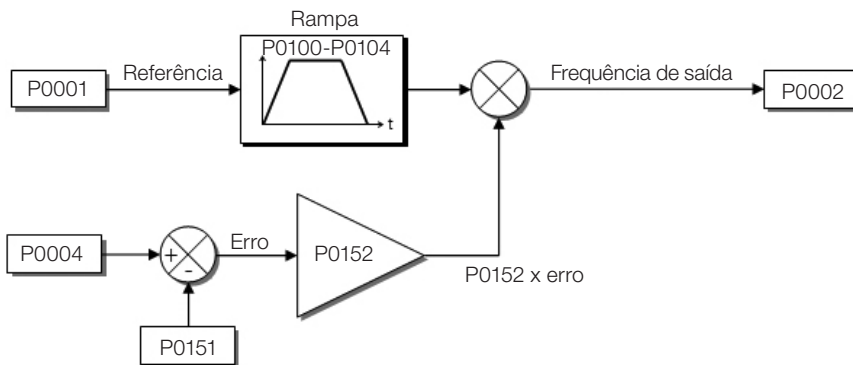 Rampa
P0100-P0104
P0001
Referência
t
Frequência de saída
P0002
P0004
+
-
Erro
P0152
P0152 x erro
P0151